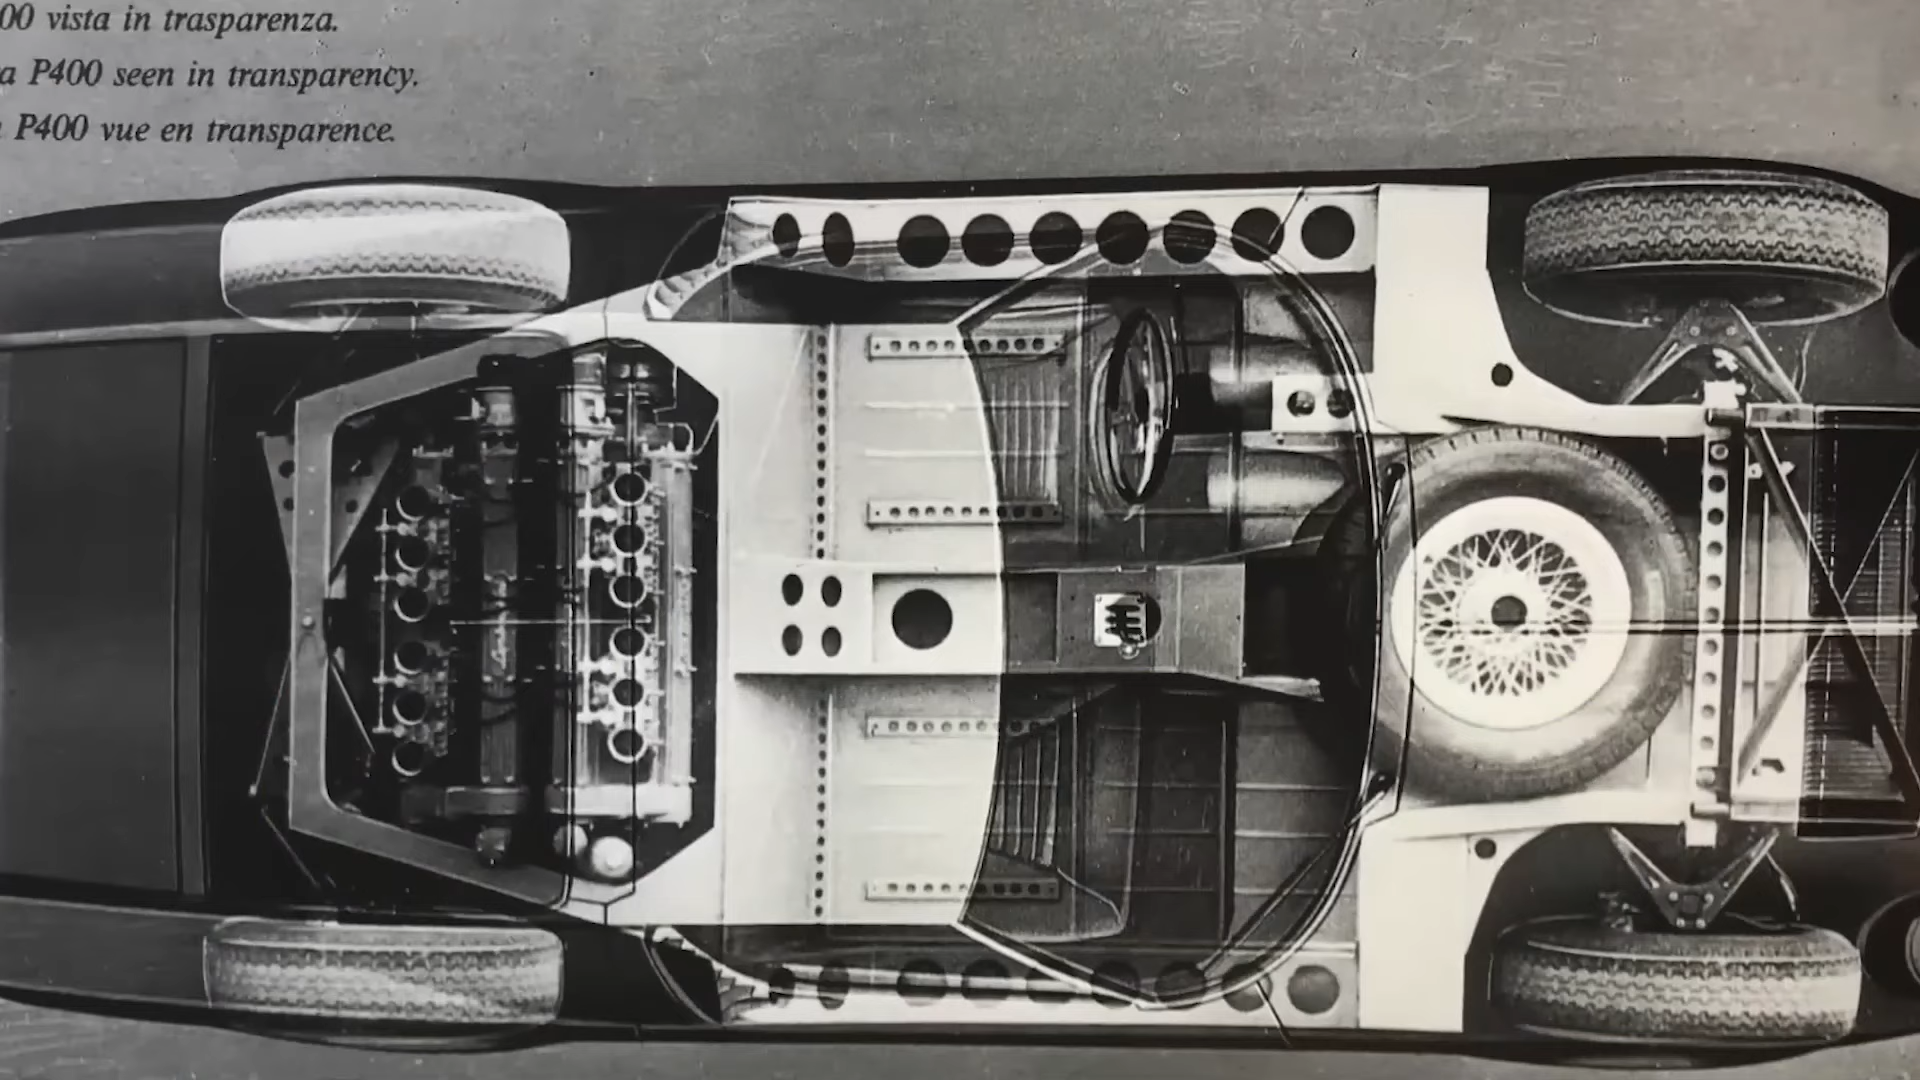 00 vista in trasparenza.
a P400 seen in transparency.
P400 vue en transparence.